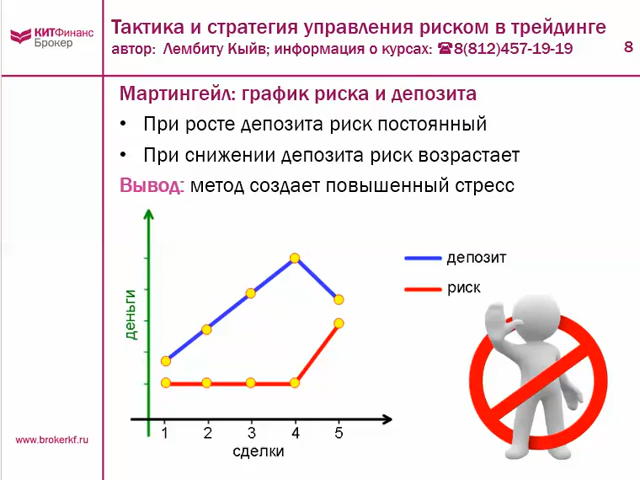 КИТФинанс
Брокер
Тактика и стратегия управления риском в трейдинге
автор: Лембиту Кыйв; информация о курсах: ☎8(812)457-19-19
8
Мартингейл: график риска и депозита
• При росте депозита риск постоянный
• При снижении депозита риск возрастает
Вывод: метод создает повышенный стресс
депозит
риск
деньги
1 2 3 4 5
сделки
www.brokerkf.ru